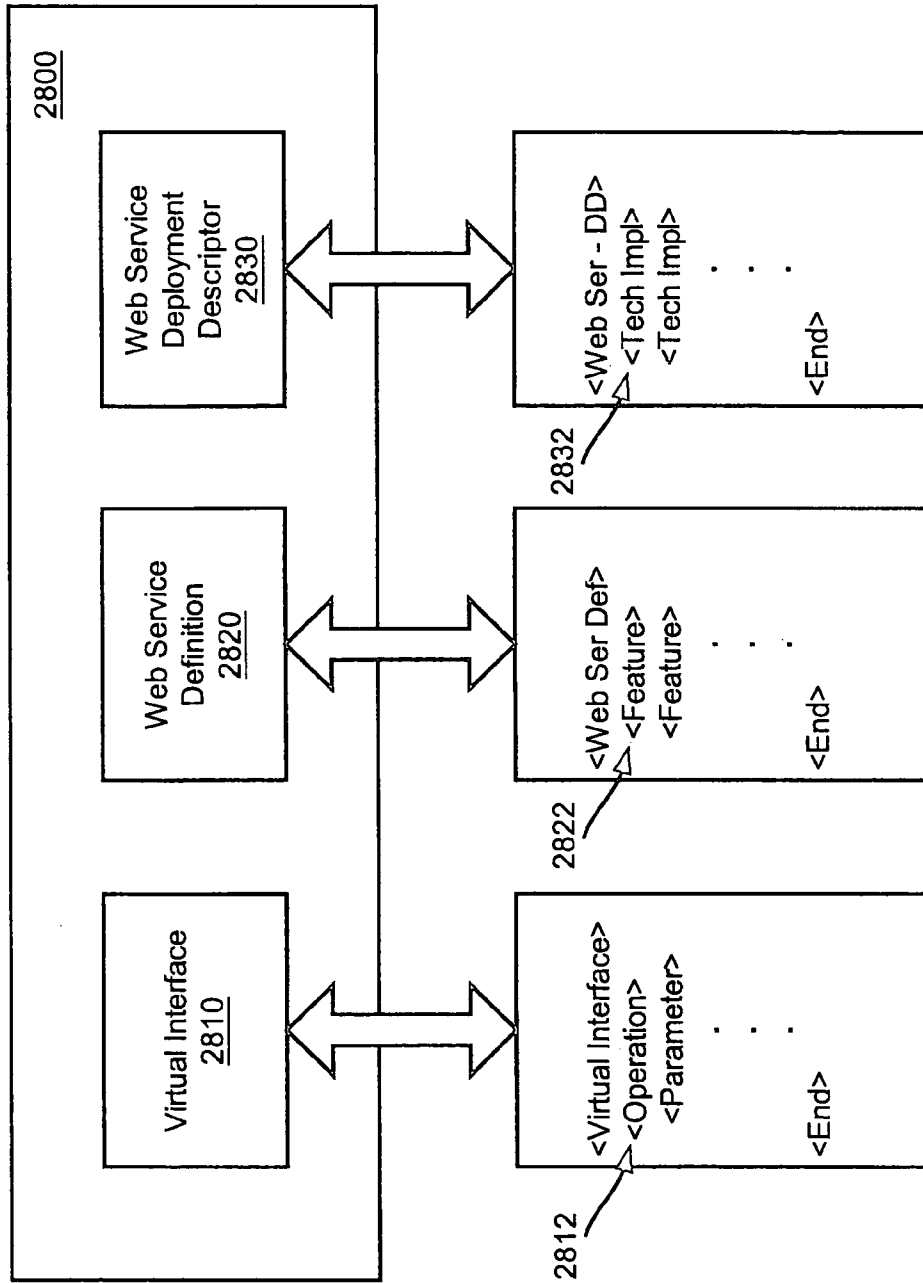 2800
Virtual Interface
2810
Web Service
Definition
2820
Web Service
Deployment
Descriptor
2830
2812
<Virtual Interface>
<Operation>
<Parameter>
. . .
<End>
2822
<Web Ser Def>
<Feature>
<Feature>
. . .
<End>
2832
<Web Ser - DD>
<Tech Impl>
<Tech Impl>
. . .
<End>